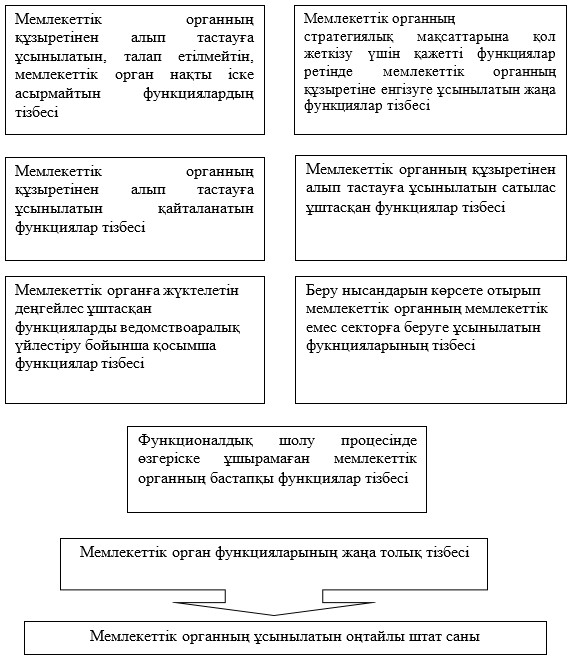 Мемлекеттік органның
құзыретінен алып тастауға
ұсынылатын, талап етілмейтін,
мемлекеттік орган нақты іске
асырмайтын функциялардың
тізбесі
Мемлекеттік органның
стратегиялық мақсаттарына қол
жеткізу үшін қажетті функциялар
ретінде мемлекеттік органның
құзыретіне енгізуге ұсынылатын жаңа
функциялар тізбесі
Мемлекеттік органның
құзыретінен алып тастауға
ұсынылатын қайталанатын
функциялар тізбесі
Мемлекеттік органның құзыретінен
алып тастауға ұсынылатын сатылас
ұштасқан функциялар тізбесі
Мемлекеттік органға жүктелетін
деңгейлес ұштасқан
функцияларды ведомствоаралық
үйлестіру бойынша қосымша
функциялар тізбесі
Беру нысандарын көрсете отырып
мемлекеттік органның мемлекеттік
емес секторға беруге ұсынылатын
фукнцияларының тізбесі
Функционалдық шолу процесінде
өзгеріске ұшырамаған мемлекеттік
органның бастапқы функциялар тізбесі
Мемлекеттік орган функцияларының жаңа толық тізбесі
Мемлекеттік органның ұсынылатын оңтайлы штат саны